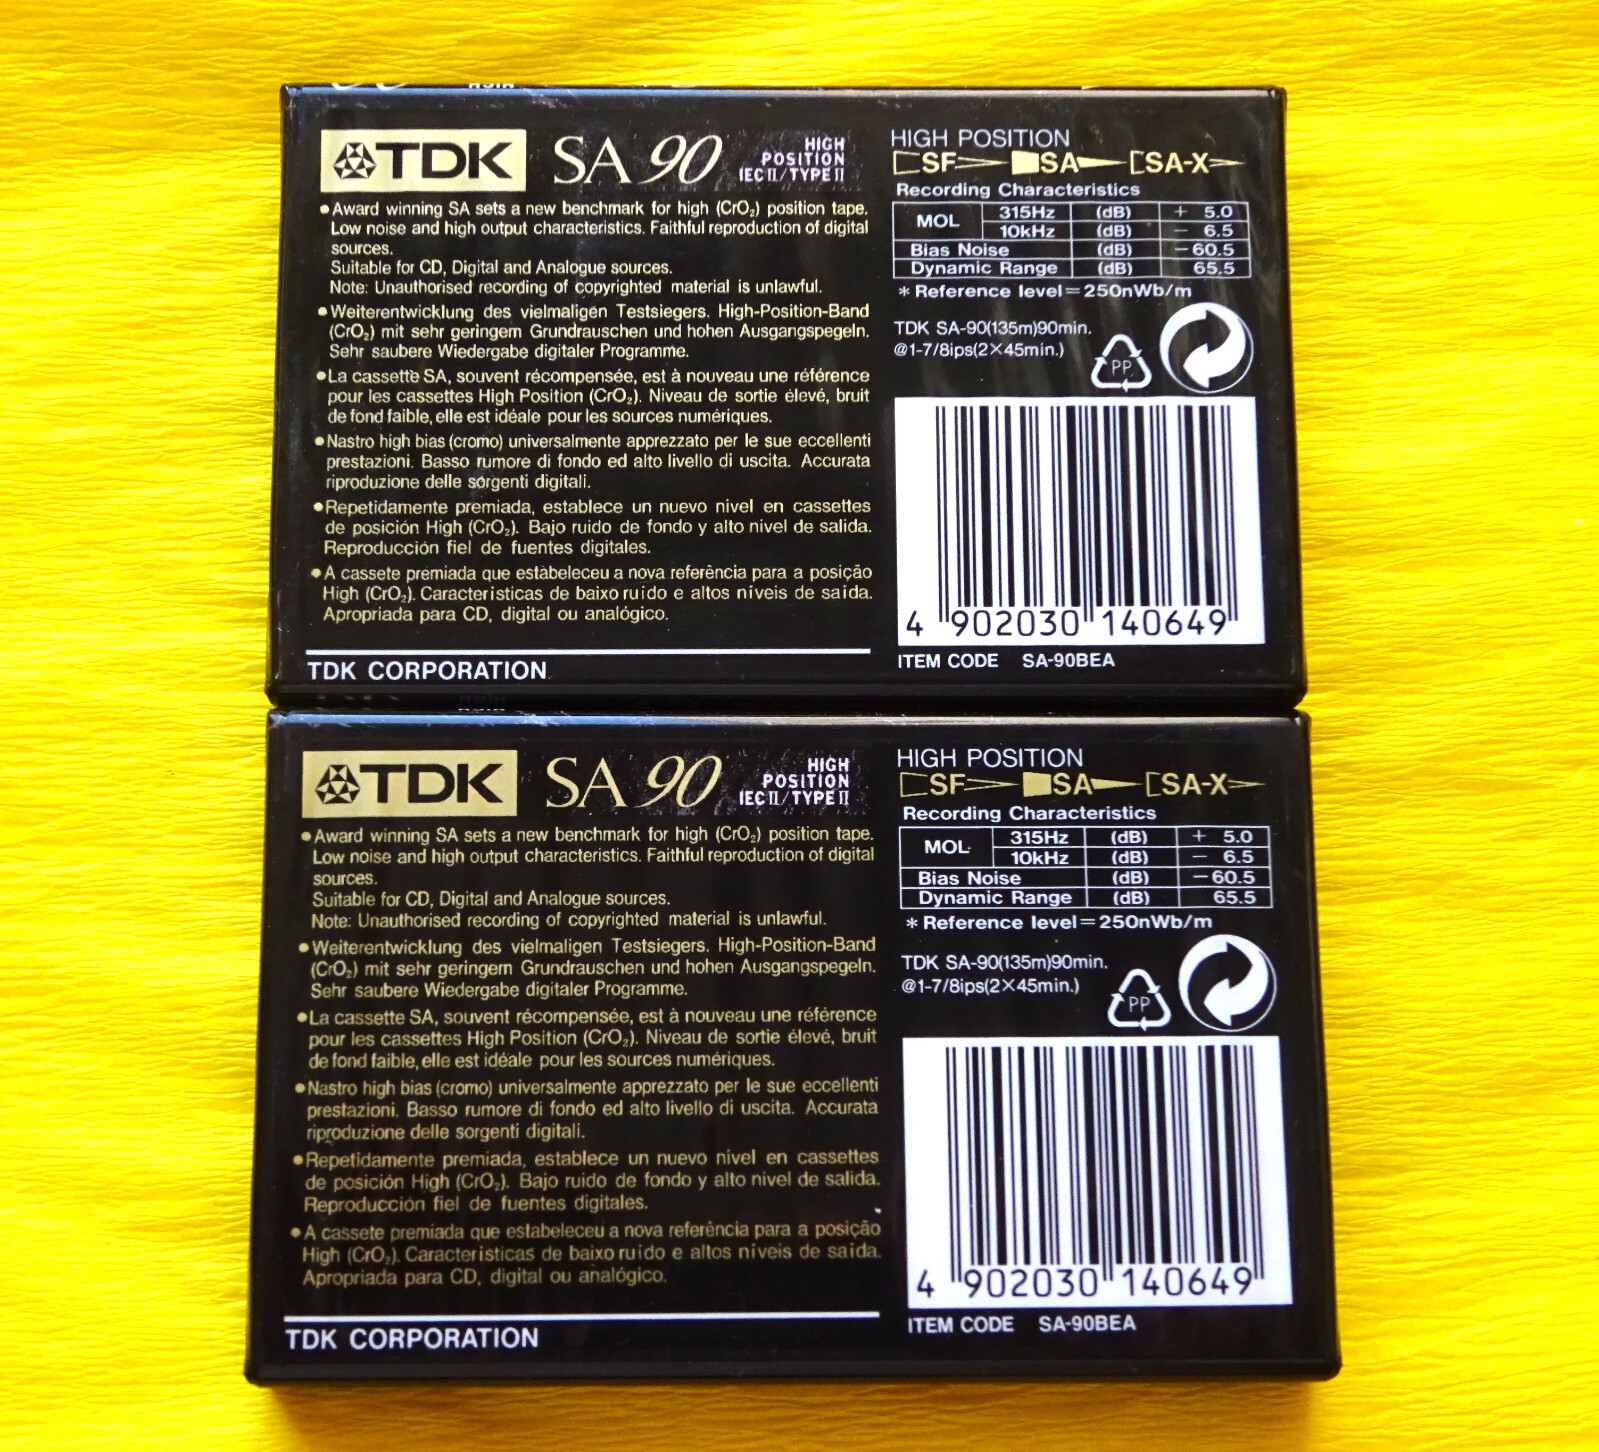 TDK SA 90 HIGH
POSITION
IEC II/TYPE II
•Award winning SA sets a new benchmark for high (CrO₂) position tape.
Low noise and high output characteristics. Faithful reproduction of digital
sources.
Suitable for CD, Digital and Analogue sources.
Note: Unauthorised recording of copyrighted material is unlawful.
•Weiterentwicklung des vielmaligen Testsiegers. High-Position-Band
(CrO₂) mit sehr geringem Grundrauschen und hohen Ausgangspegeln.
Sehr saubere Wiedergabe digitaler Programme.
•La cassette SA, souvent récompensée, est à nouveau une référence
pour les cassettes High Position (CrO₂). Niveau de sortie élevé, bruit
de fond faible, elle est idéale pour les sources numériques.
•Nastro high bias (cromo) universalmente apprezzato per le sue eccellenti
prestazioni. Basso rumore di fondo ed alto livello di uscita. Accurata
riproduzione delle sorgenti digitali.
•Repetidamente premiada, establece un nuevo nivel en cassettes
de posición High (CrO₂). Bajo ruido de fondo y alto nivel de salida.
Reproducción fiel de fuentes digitales.
•A cassete premiada que estabeleceu a nova referência para a posição
High (CrO₂). Caracteristicas de baixo ruido e altos níveis de saída.
Apropriada para CD, digital ou analógico.
TDK CORPORATION
HIGH POSITION
SF SA SA-X
Recording Characteristics
MOL 315Hz (dB) + 5.0
10kHz (dB) − 6.5
Bias Noise (dB) −60.5
Dynamic Range (dB) 65.5
* Reference level=250nWb/m
TDK SA-90(135m)90min.
@1-7/8ips(2×45min.)
PP
4 902030 140649
ITEM CODE SA-90BEA
TDK SA 90 HIGH
POSITION
IEC II/TYPE II
•Award winning SA sets a new benchmark for high (CrO₂) position tape.
Low noise and high output characteristics. Faithful reproduction of digital
sources.
Suitable for CD, Digital and Analogue sources.
Note: Unauthorised recording of copyrighted material is unlawful.
•Weiterentwicklung des vielmaligen Testsiegers. High-Position-Band
(CrO₂) mit sehr geringem Grundrauschen und hohen Ausgangspegeln.
Sehr saubere Wiedergabe digitaler Programme.
•La cassette SA, souvent récompensée, est à nouveau une référence
pour les cassettes High Position (CrO₂). Niveau de sortie élevé, bruit
de fond faible, elle est idéale pour les sources numériques.
•Nastro high bias (cromo) universalmente apprezzato per le sue eccellenti
prestazioni. Basso rumore di fondo ed alto livello di uscita. Accurata
riproduzione delle sorgenti digitali.
•Repetidamente premiada, establece un nuevo nivel en cassettes
de posición High (CrO₂). Bajo ruido de fondo y alto nivel de salida.
Reproducción fiel de fuentes digitales.
•A cassete premiada que estabeleceu a nova referência para a posição
High (CrO₂). Caracteristicas de baixo ruido e altos níveis de saída.
Apropriada para CD, digital ou analógico.
TDK CORPORATION
HIGH POSITION
SF SA SA-X
Recording Characteristics
MOL 315Hz (dB) + 5.0
10kHz (dB) − 6.5
Bias Noise (dB) −60.5
Dynamic Range (dB) 65.5
* Reference level=250nWb/m
TDK SA-90(135m)90min.
@1-7/8ips(2×45min.)
PP
4 902030 140649
ITEM CODE SA-90BEA